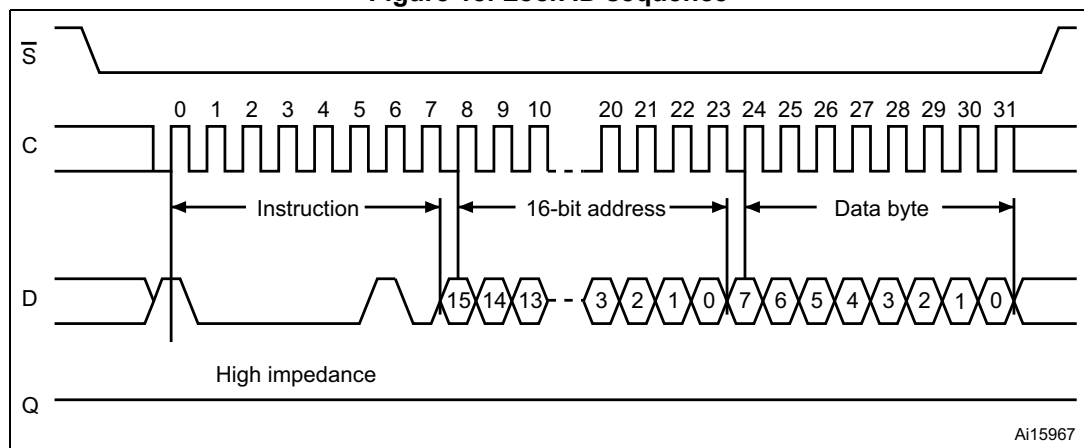 S̅
0 1 2 3 4 5 6 7 8 9 10 20 21 22 23 24 25 26 27 28 29 30 31
C
Instruction 16-bit address Data byte
D 15 14 13 3 2 1 0 7 6 5 4 3 2 1 0
High impedance
Q
Ai15967